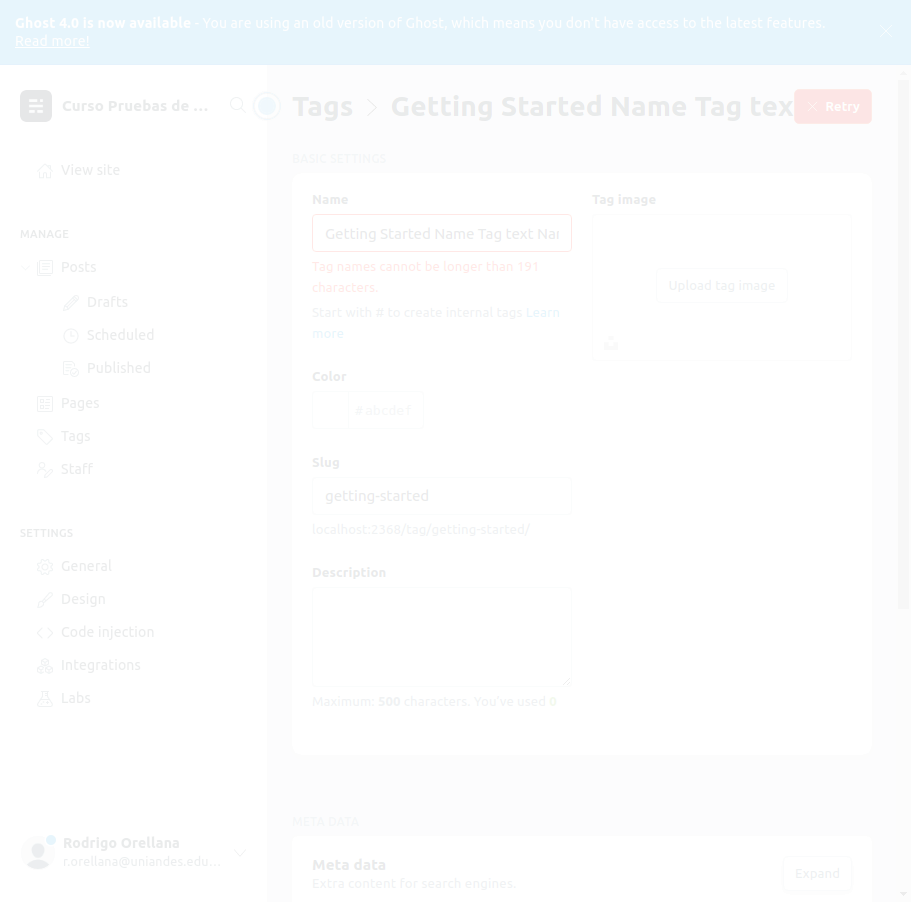 Ghost 4.0 is now available - You are using an old version of Ghost, which means you don't have access to the latest features.
Read more!
Curso Pruebas de ...
Tags > Getting Started Name Tag tex
Retry
View site
MANAGE
Posts
Drafts
Scheduled
Published
Pages
Tags
Staff
SETTINGS
General
Design
Code injection
Integrations
Labs
Rodrigo Orellana
r.orellana@uniandes.edu...
BASIC SETTINGS
Name
Getting Started Name Tag text Nar
Tag names cannot be longer than 191
characters.
Start with # to create internal tags Learn
more
Color
# abcdef
Slug
getting-started
localhost:2368/tag/getting-started/
Description
Maximum: 500 characters. You've used 0
Tag image
Upload tag image
META DATA
Meta data
Extra content for search engines.
Expand